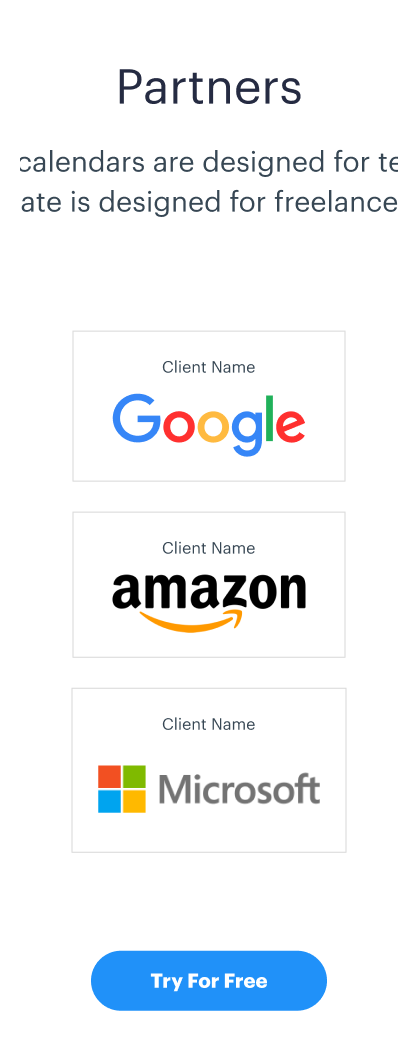 Partners
calendars are designed for te
ate is designed for freelance
Client Name
Google
Client Name
amazon
Client Name
Microsoft
Try For Free